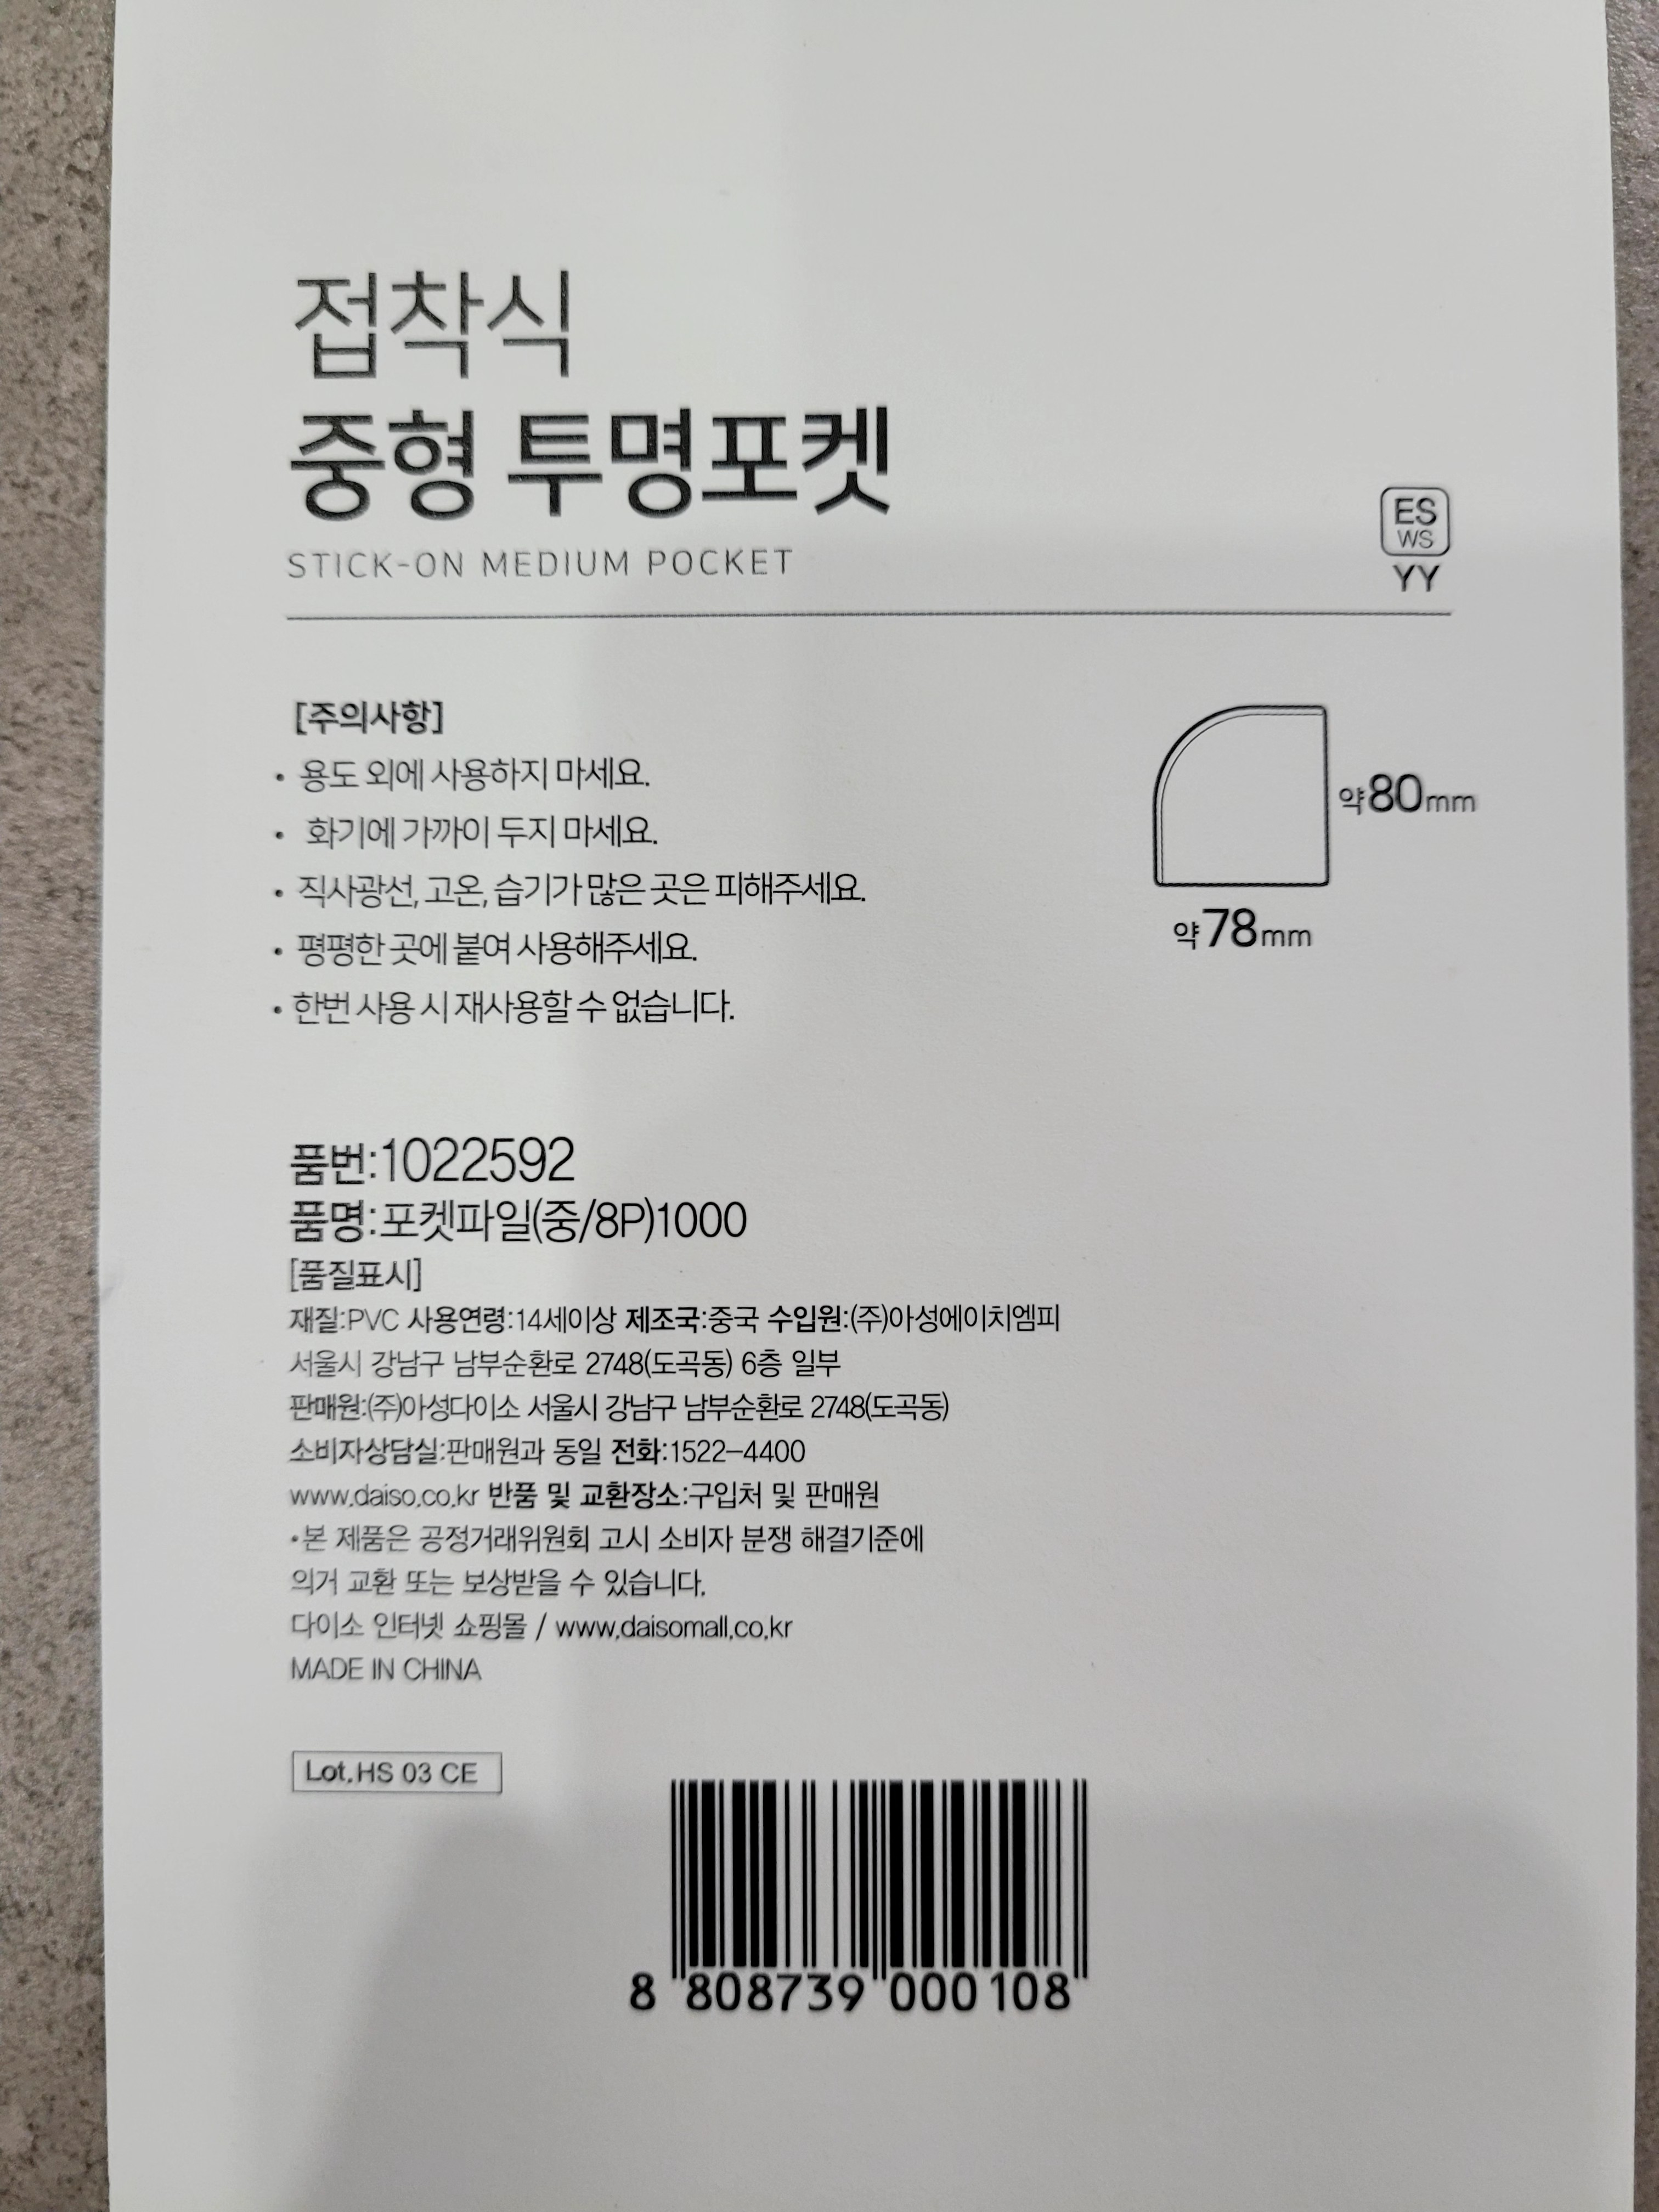 접착식
중형 투명포켓
STICK-ON MEDIUM POCKET
ES
WS
YY
[주의사항]
• 용도 외에 사용하지 마세요.
• 화기에 가까이 두지 마세요.
• 직사광선, 고온, 습기가 많은 곳은 피해주세요.
• 평평한 곳에 붙여 사용해주세요.
• 한번 사용 시 재사용할 수 없습니다.
약80mm
약78mm
품번:1022592
품명:포켓파일(중/8P)1000
[품질표시]
재질:PVC 사용연령:14세이상 제조국:중국 수입원:(주)아성에이치엠피
서울시 강남구 남부순환로 2748(도곡동) 6층 일부
판매원:(주)아성다이소 서울시 강남구 남부순환로 2748(도곡동)
소비자상담실:판매원과 동일 전화:1522-4400
www.daiso.co.kr 반품 및 교환장소:구입처 및 판매원
•본 제품은 공정거래위원회 고시 소비자 분쟁 해결기준에
의거 교환 또는 보상받을 수 있습니다.
다이소 인터넷 쇼핑몰 / www.daisomall.co.kr
MADE IN CHINA
Lot.HS 03 CE
8 808739 000108